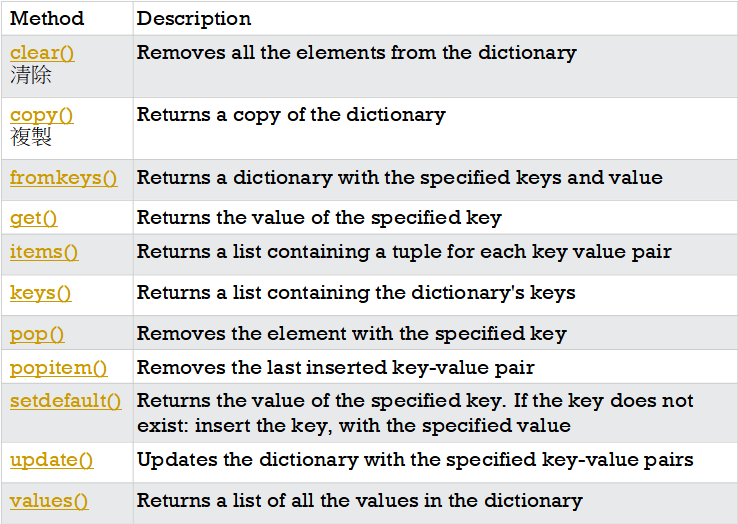 Method Description
clear() Removes all the elements from the dictionary
清除
copy() Returns a copy of the dictionary
複製
fromkeys() Returns a dictionary with the specified keys and value
get() Returns the value of the specified key
items() Returns a list containing a tuple for each key value pair
keys() Returns a list containing the dictionary's keys
pop() Removes the element with the specified key
popitem() Removes the last inserted key-value pair
setdefault() Returns the value of the specified key. If the key does not
exist: insert the key, with the specified value
update() Updates the dictionary with the specified key-value pairs
values() Returns a list of all the values in the dictionary